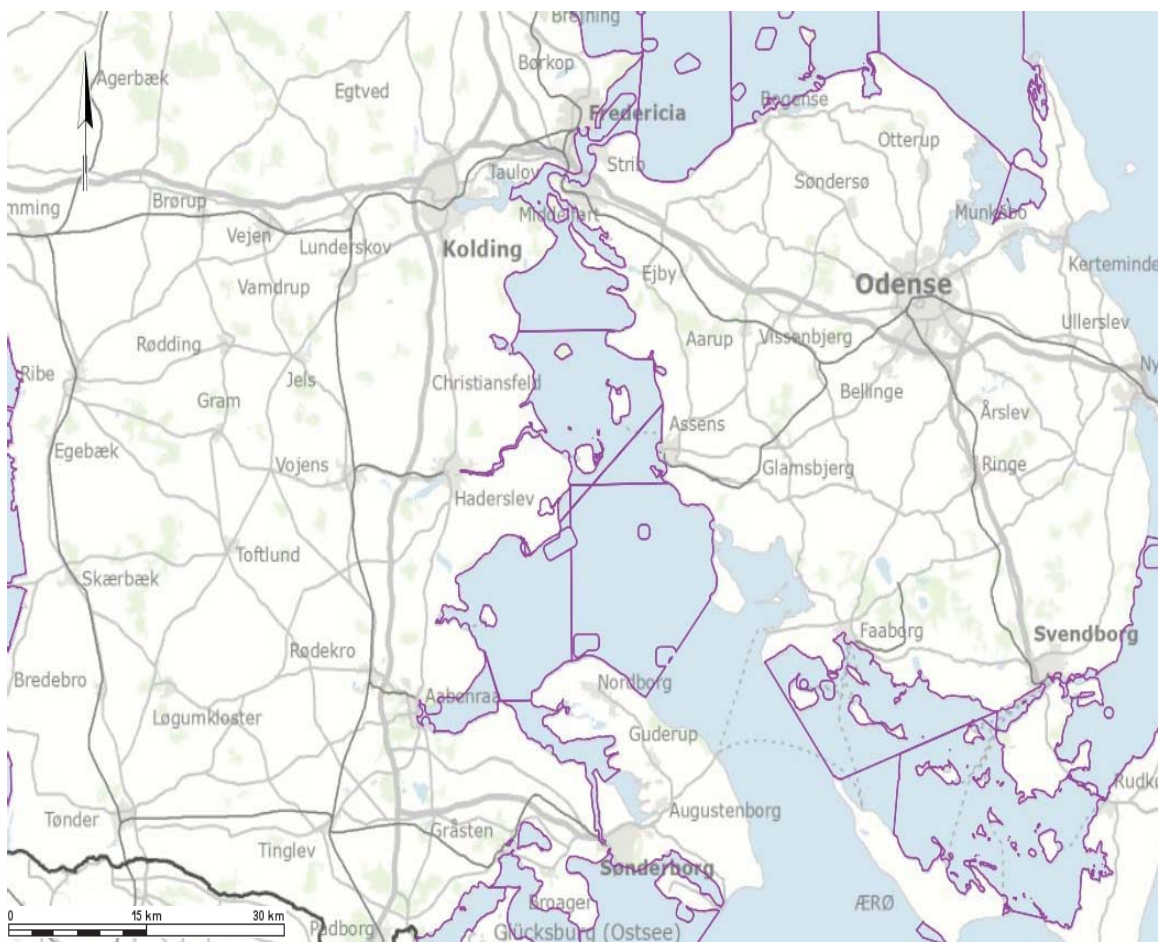 Brejning
Agerbæk
Børkop
Egtved
Fredericia
Bogense
Otterup
Strib
Taulov
Søndersø
Brørup
mming
Middelfart
Munkebo
Vejen
Lunderskov
Kolding
Ejby
Kerteminde
Vamdrup
Odense
Ullerslev
Rødding
Aarup
Vissenbjerg
Ribe
Jels
Christiansfeld
Bellinge
Ny
Gram
Årslev
Assens
Egebæk
Vojens
Glamsbjerg
Ringe
Haderslev
Toftlund
Skærbæk
Faaborg
Svendborg
Rødekro
Bredebro
Nordborg
Aabenraa
Løgumkloster
Guderup
Rudkø
Tønder
Augustenborg
Gråsten
Tinglev
Sønderborg
Broager
ÆRØ
0 15 km 30 km
Padborg
Glücksburg (Ostsee)